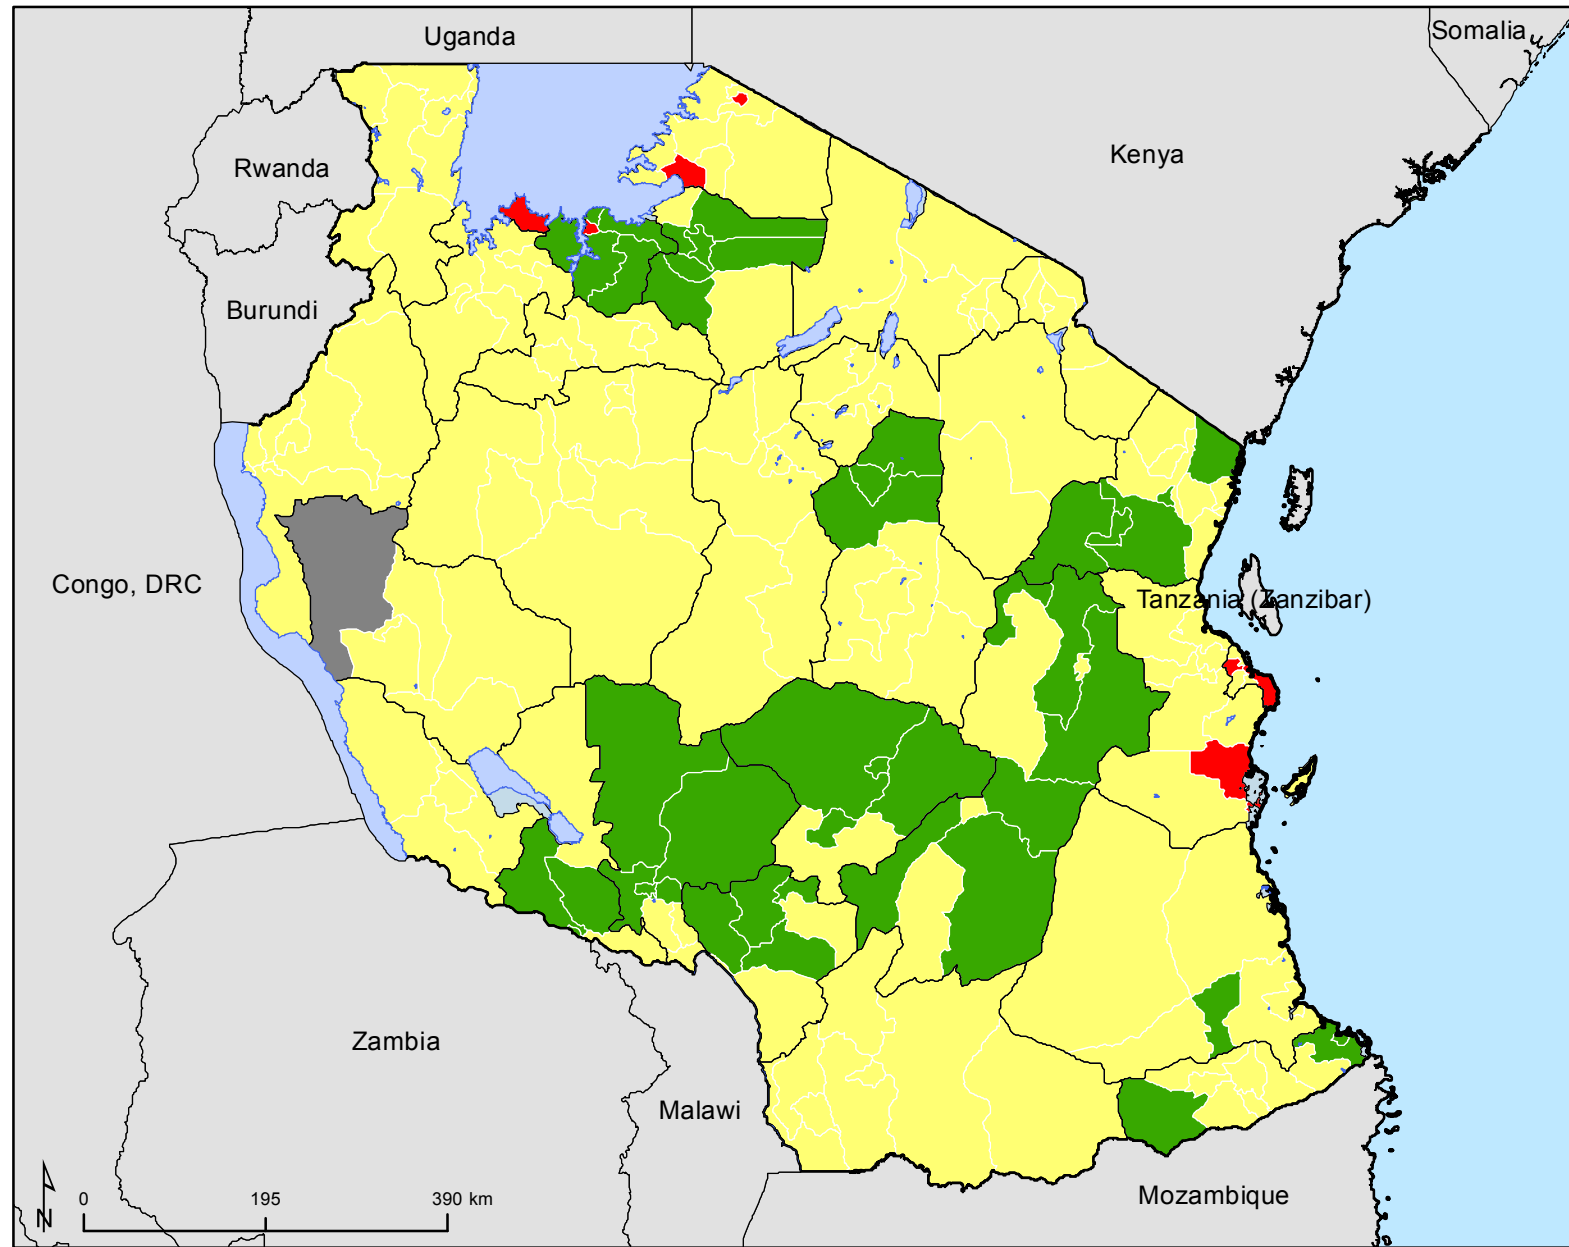 Uganda
Somalia
Kenya
Rwanda
Burundi
Congo, DRC
Tanzania (Zanzibar)
Zambia
Malawi
Mozambique
N
0 195 390 km